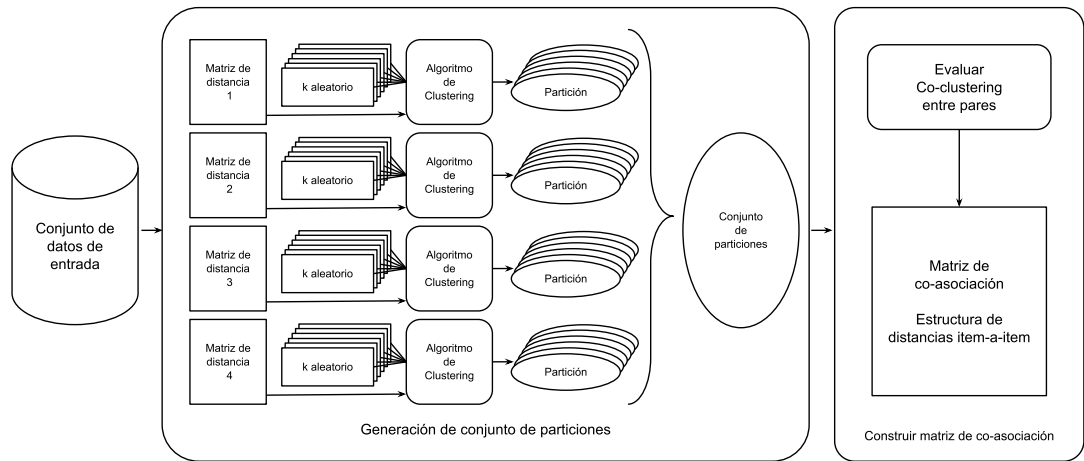 Conjunto de
datos de
entrada
Matriz de
distancia
1
k aleatorio
Algoritmo
de
Clustering
Partición
Matriz de
distancia
2
k aleatorio
Algoritmo
de
Clustering
Partición
Matriz de
distancia
3
k aleatorio
Algoritmo
de
Clustering
Partición
Matriz de
distancia
4
k aleatorio
Algoritmo
de
Clustering
Partición
Conjunto
de
particiones
Generación de conjunto de particiones
Evaluar
Co-clustering
entre pares
Matriz de
co-asociación
Estructura de
distancias item-a-item
Construir matriz de co-asociación